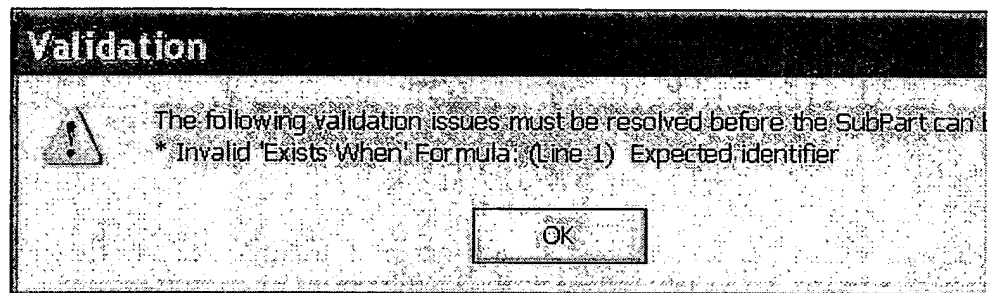 Validation
The following validation issues must be resolved before the SubPart can
* Invalid 'Exists When' Formula: (Line 1) Expected identifier
OK